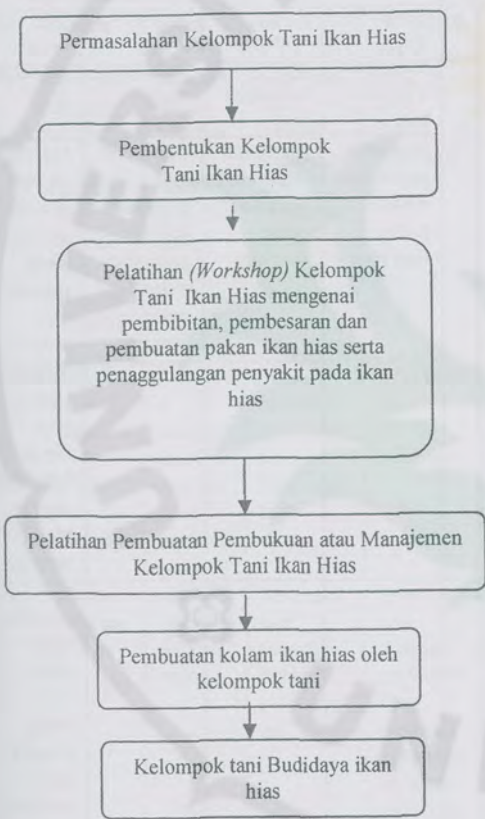 Permasalahan Kelompok Tani Ikan Hias
Pembentukan Kelompok
Tani Ikan Hias
Pelatihan (Workshop) Kelompok
Tani Ikan Hias mengenai
pembibitan, pembesaran dan
pembuatan pakan ikan hias serta
penaggulangan penyakit pada ikan
hias
Pelatihan Pembuatan Pembukuan atau Manajemen
Kelompok Tani Ikan Hias
Pembuatan kolam ikan hias oleh
kelompok tani
Kelompok tani Budidaya ikan
hias